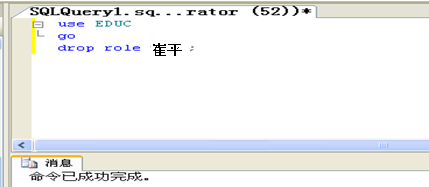 SQLQuery1.sq...rator (52))*
use EDUC
go
drop role 崔平 ;
消息
命令已成功完成。